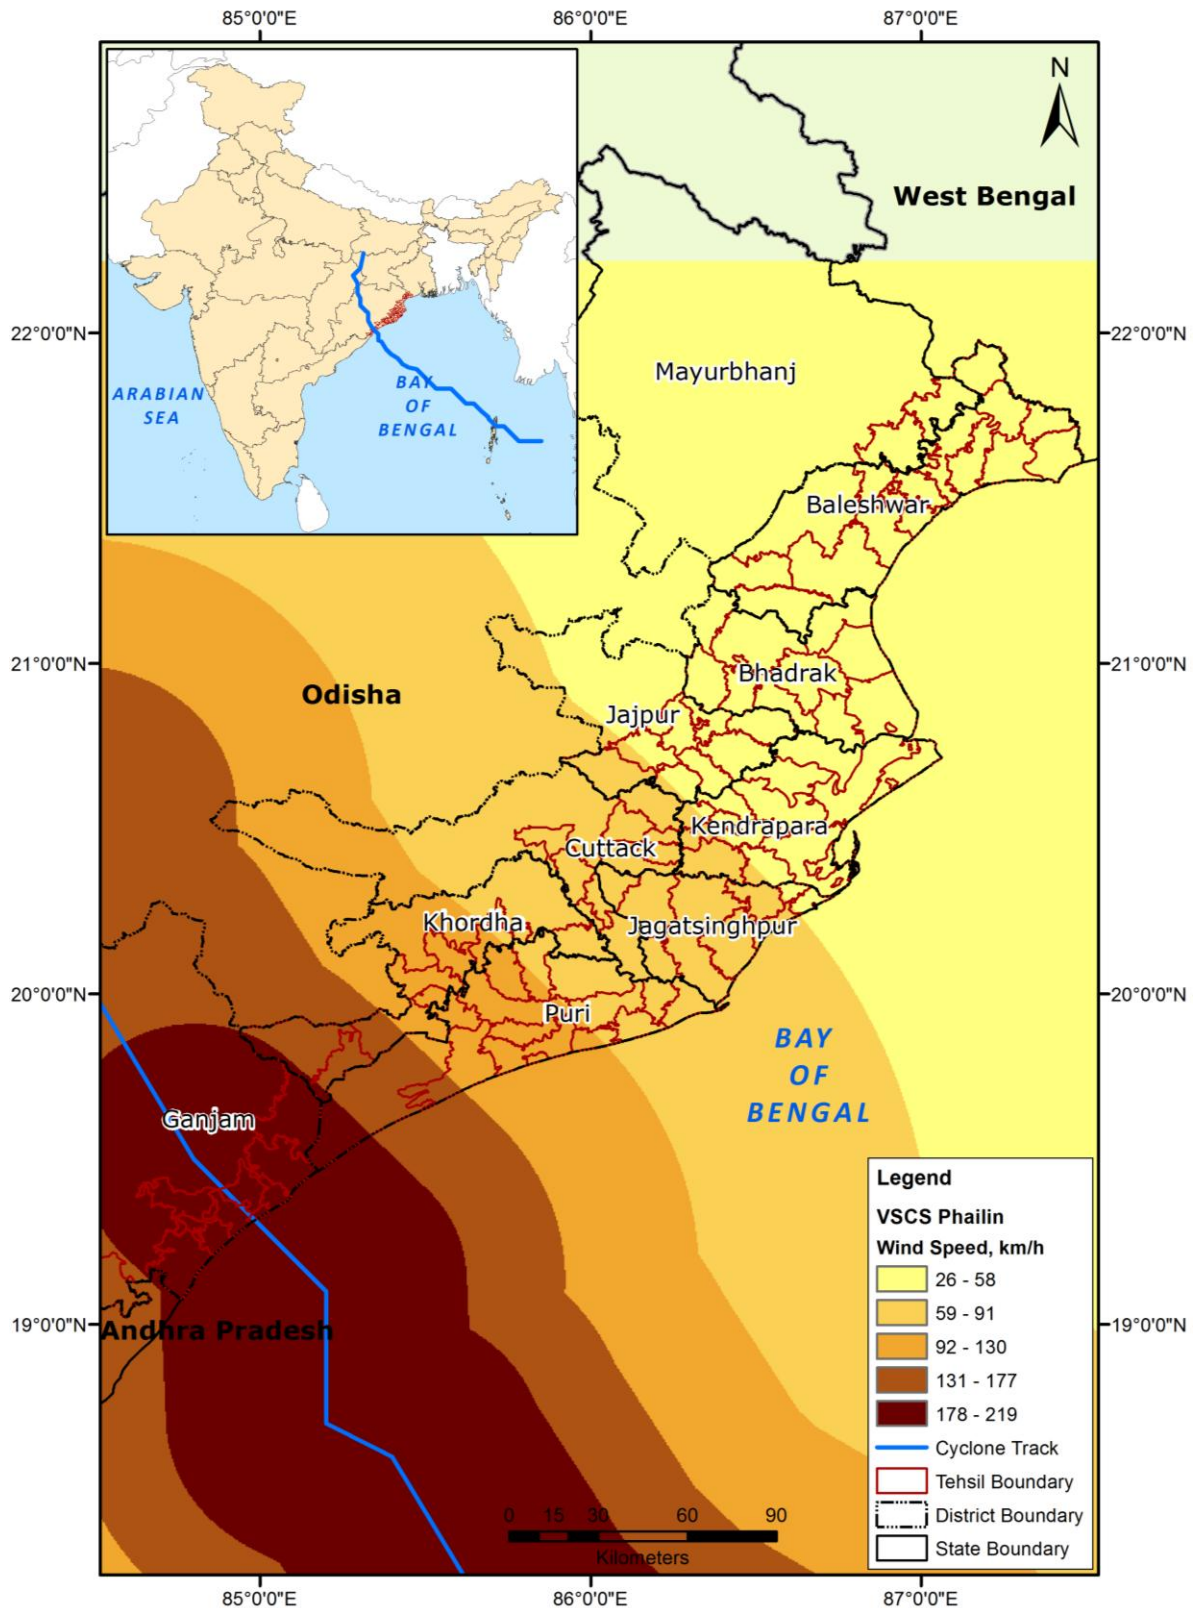 85°0'0"E 86°0'0"E 87°0'0"E
N
West Bengal
22°0'0"N 22°0'0"N
Mayurbhanj
ARABIAN
SEA
BAY
OF
BENGAL
Baleshwar
21°0'0"N 21°0'0"N
Bhadrak
Odisha
Jajpur
Kendrapara
Cuttack
Khordha
Jagatsinghpur
20°0'0"N 20°0'0"N
Puri
BAY
OF
BENGAL
Ganjam
Legend
VSCS Phailin
Wind Speed, km/h
26 - 58
59 - 91
92 - 130
131 - 177
178 - 219
Cyclone Track
Tehsil Boundary
District Boundary
State Boundary
19°0'0"N 19°0'0"N
Andhra Pradesh
0 15 30 60 90
Kilometers
85°0'0"E 86°0'0"E 87°0'0"E